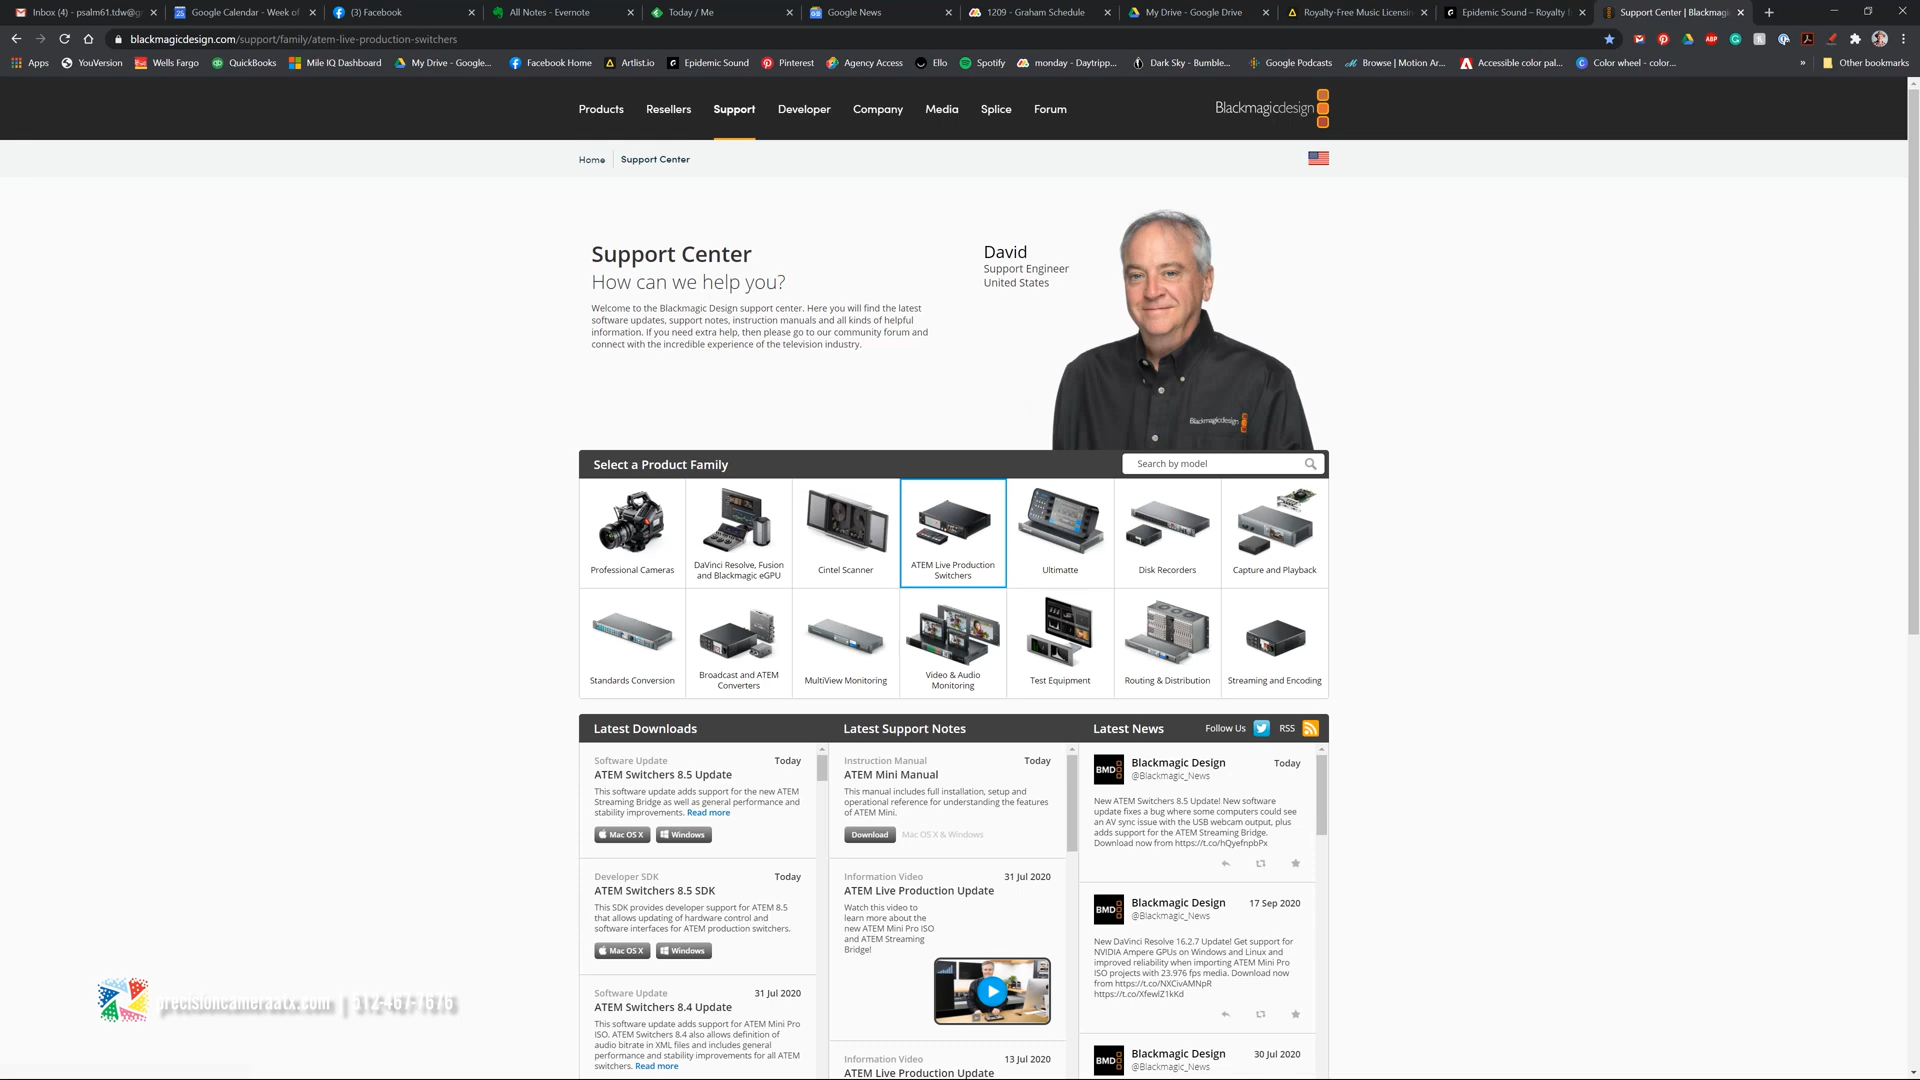 Inbox (4) - psalm61.tdw@g
Google Calendar - Week of
(3) Facebook
All Notes - Evernote
Today / Me
Google News
1209 - Graham Schedule
My Drive - Google Drive
Royalty-Free Music Licensin
Epidemic Sound – Royalty f
Support Center | Blackmagi
blackmagicdesign.com/support/family/atem-live-production-switchers
Apps
YouVersion
Wells Fargo
QuickBooks
Mile IQ Dashboard
My Drive - Google...
Facebook Home
Artlist.io
Epidemic Sound
Pinterest
Agency Access
Ello
Spotify
monday - Daytripp...
Dark Sky - Bumble...
Google Podcasts
Browse | Motion Ar...
Accessible color pal...
Color wheel - color...
»
Other bookmarks
Products
Resellers
Support
Developer
Company
Media
Splice
Forum
Blackmagicdesign
Home
Support Center
Support Center
How can we help you?
Welcome to the Blackmagic Design support center. Here you will find the latest
software updates, support notes, instruction manuals and all kinds of helpful
information. If you need extra help, then please go to our community forum and
connect with the incredible experience of the television industry.
David
Support Engineer
United States
Blackmagicdesign
Select a Product Family
Search by model
Professional Cameras
DaVinci Resolve, Fusion
and Blackmagic eGPU
Cintel Scanner
ATEM Live Production
Switchers
Ultimatte
Disk Recorders
Capture and Playback
Standards Conversion
Broadcast and ATEM
Converters
MultiView Monitoring
Video & Audio
Monitoring
Test Equipment
Routing & Distribution
Streaming and Encoding
Latest Downloads
Software Update
Today
ATEM Switchers 8.5 Update
This software update adds support for the new ATEM
Streaming Bridge as well as general performance and
stability improvements. Read more
Mac OS X
Windows
Developer SDK
Today
ATEM Switchers 8.5 SDK
This SDK provides developer support for ATEM 8.5
that allows updating of hardware control and
software interfaces for ATEM production switchers.
Mac OS X
Windows
Software Update
31 Jul 2020
ATEM Switchers 8.4 Update
This software update adds support for ATEM Mini Pro
ISO. ATEM Switchers 8.4 also allows definition of
audio bitrate in XML files and includes general
performance and stability improvements for all ATEM
switchers. Read more
Latest Support Notes
Instruction Manual
Today
ATEM Mini Manual
This manual includes full installation, setup and
operational reference for understanding the features
of ATEM Mini.
Download
Mac OS X & Windows
Information Video
31 Jul 2020
ATEM Live Production Update
Watch this video to
learn more about the
new ATEM Mini Pro ISO
and ATEM Streaming
Bridge!
Information Video
13 Jul 2020
ATEM Live Production Update
Latest News
Follow Us
RSS
BMD
Blackmagic Design
Today
@Blackmagic_News
New ATEM Switchers 8.5 Update! New software
update fixes a bug where some computers could see
an AV sync issue with the USB webcam output, plus
adds support for the ATEM Streaming Bridge.
Download now from https://t.co/hQyefnpbPx
BMD
Blackmagic Design
17 Sep 2020
@Blackmagic_News
New DaVinci Resolve 16.2.7 Update! Get support for
NVIDIA Ampere GPUs on Windows and Linux and
improved reliability when importing ATEM Mini Pro
ISO projects with 23.976 fps media. Download now
from https://t.co/NXCivAMNpR
https://t.co/XfewlZ1kKd
BMD
Blackmagic Design
30 Jul 2020
@Blackmagic_News
precisioncameraatx.com | 512-467-7676